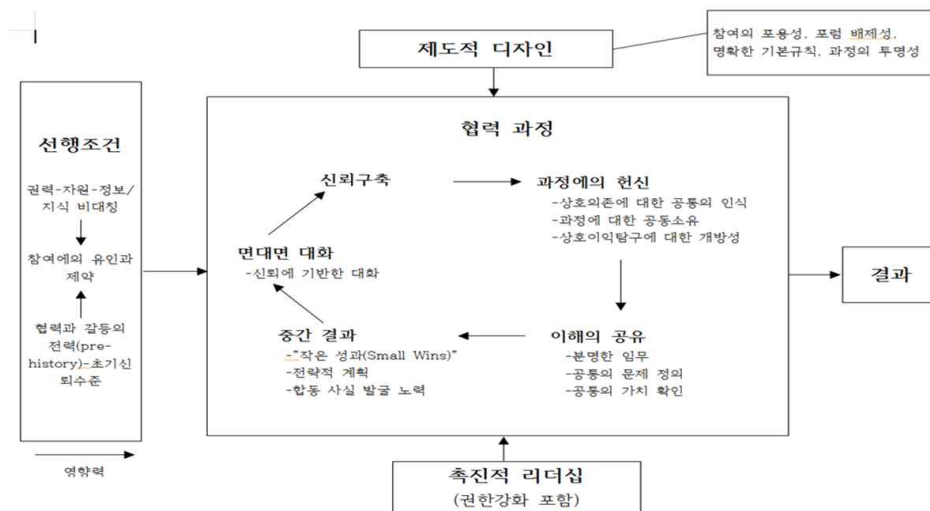 제도적 디자인
참여의 포용성, 포럼 배제성,
명확한 기본규칙, 과정의 투명성
선행조건
권력-자원-정보/
지식 비대칭
참여에의 유인과
제약
협력과 갈등의
전력(pre-
history)-초기신
뢰수준
영향력
협력 과정
신뢰구축
과정에의 헌신
-상호의존에 대한 공통의 인식
-과정에 대한 공동소유
-상호이익탐구에 대한 개방성
면대면 대화
-신뢰에 기반한 대화
중간 결과
-"작은 성과(Small Wins)"
-전략적 계획
-합동 사실 발굴 노력
이해의 공유
-분명한 임무
-공통의 문제 정의
-공통의 가치 확인
결과
촉진적 리더십
(권한강화 포함)